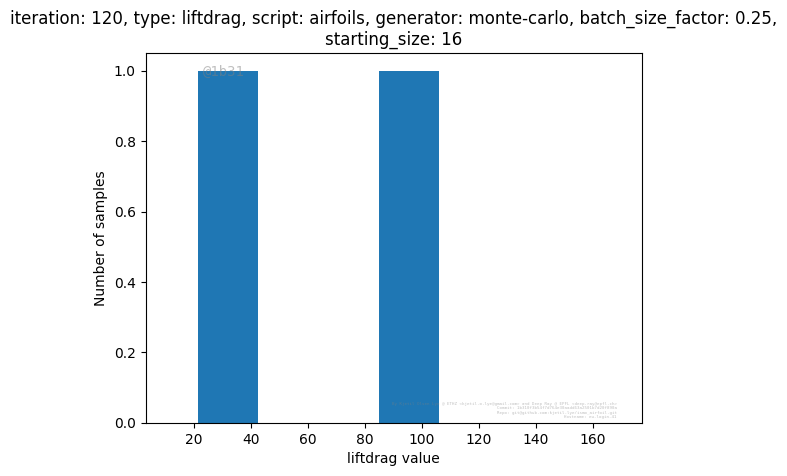 iteration: 120, type: liftdrag, script: airfoils, generator: monte-carlo, batch_size_factor: 0.25,
starting_size: 16
@1b31
1.0
0.8
0.6
0.4
0.2
0.0
Number of samples
20 40 60 80 100 120 140 160
liftdrag value